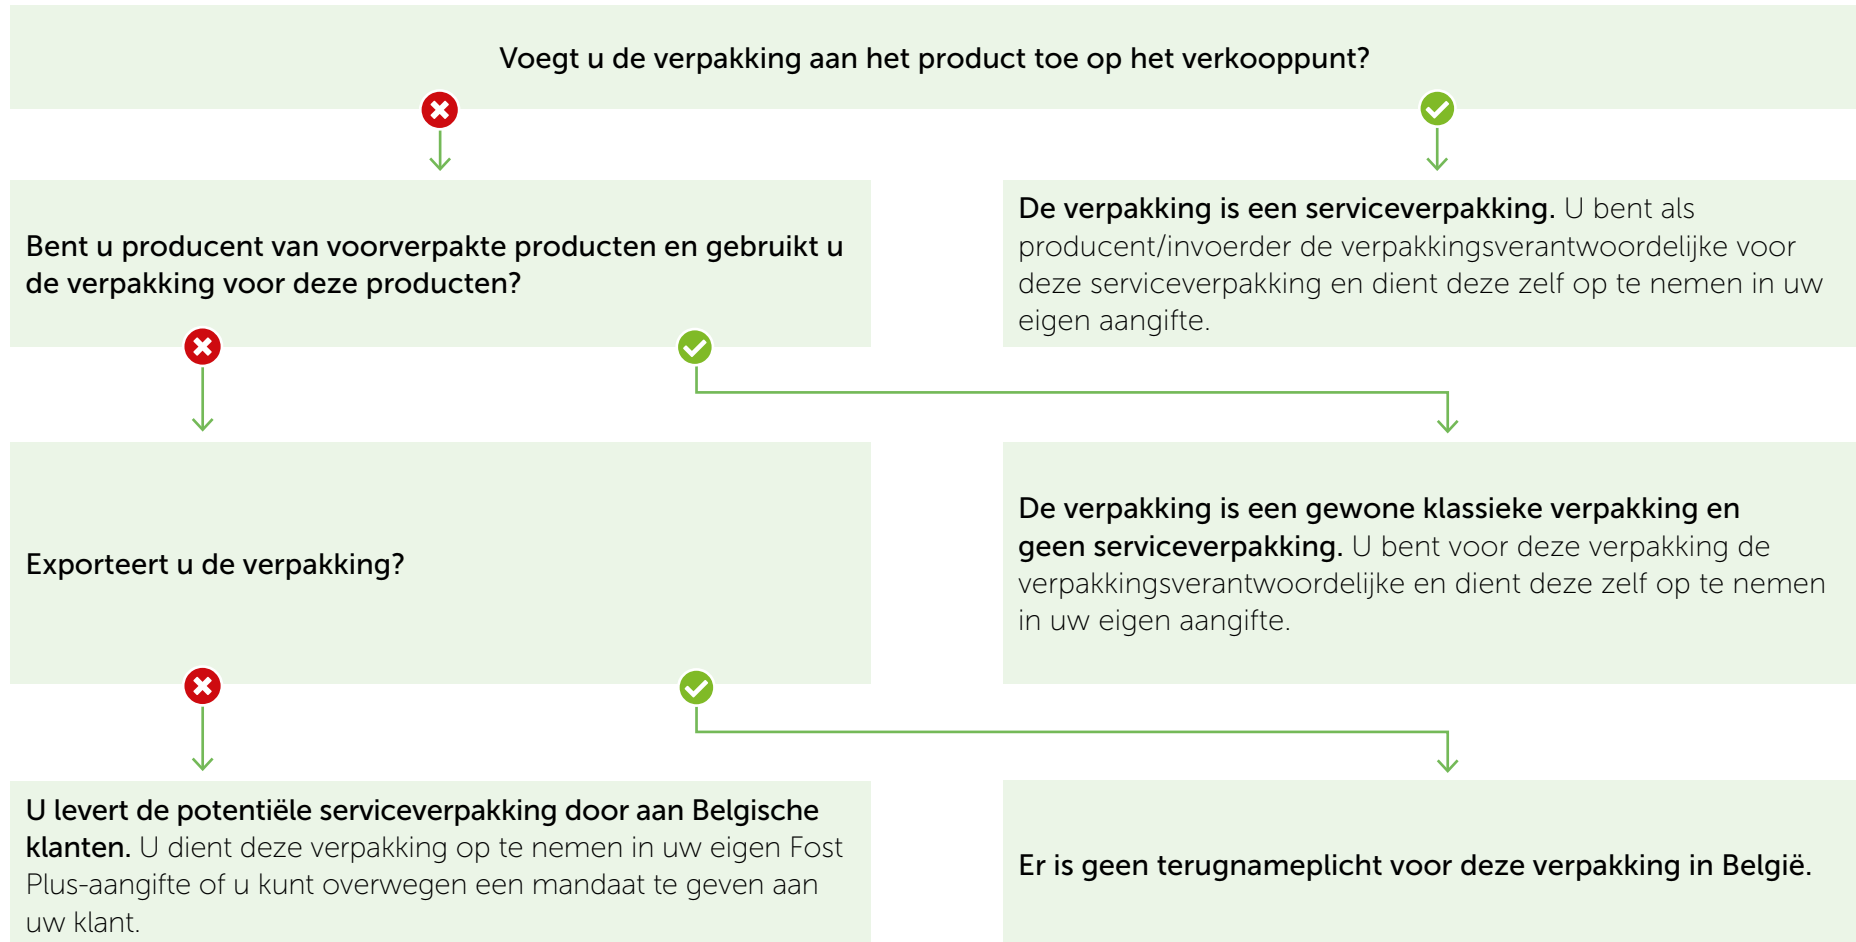 Voegt u de verpakking aan het product toe op het verkooppunt?
Bent u producent van voorverpakte producten en gebruikt u
de verpakking voor deze producten?
De verpakking is een serviceverpakking. U bent als
producent/invoerder de verpakkingsverantwoordelijke voor
deze serviceverpakking en dient deze zelf op te nemen in uw
eigen aangifte.
Exporteert u de verpakking?
De verpakking is een gewone klassieke verpakking en
geen serviceverpakking. U bent voor deze verpakking de
verpakkingsverantwoordelijke en dient deze zelf op te nemen
in uw eigen aangifte.
U levert de potentiële serviceverpakking door aan Belgische
klanten. U dient deze verpakking op te nemen in uw eigen Fost
Plus-aangifte of u kunt overwegen een mandaat te geven aan
uw klant.
Er is geen terugnameplicht voor deze verpakking in België.